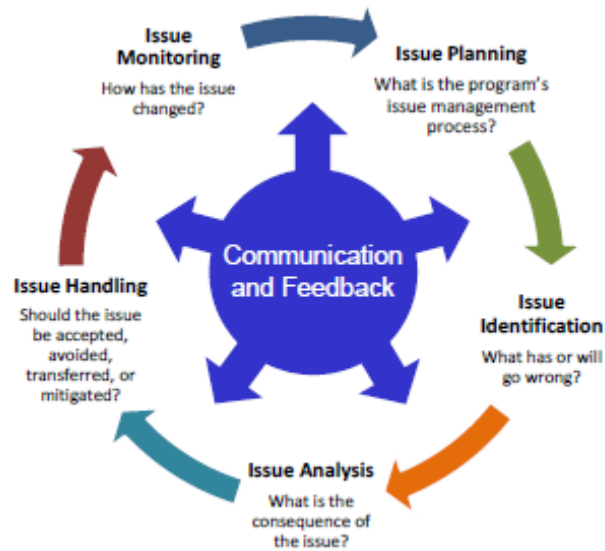 Issue
Monitoring
How has the issue
changed?
Issue Planning
What is the program's
issue management
process?
Communication
and Feedback
Issue Handling
Should the issue
be accepted,
avoided,
transferred, or
mitigated?
Issue
Identification
What has or will
go wrong?
Issue Analysis
What is the
consequence of
the issue?